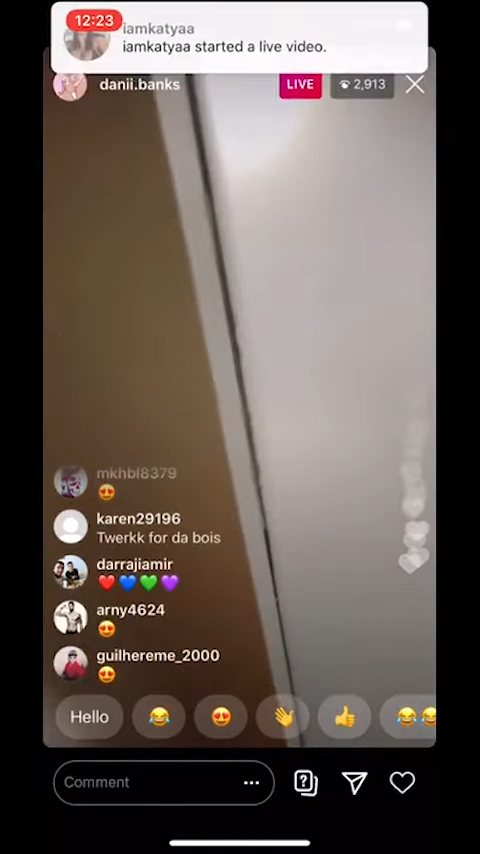 12:23
iamkatyaa
iamkatyaa started a live video.
danii.banks
LIVE
2,913
mkhbl8379
😍
karen29196
Twerkk for da bois
darrajiamir
❤️💙💚💜
arny4624
😍
guilhereme_2000
😍
Hello 😂 😍 👋 👍 😂😂
Comment